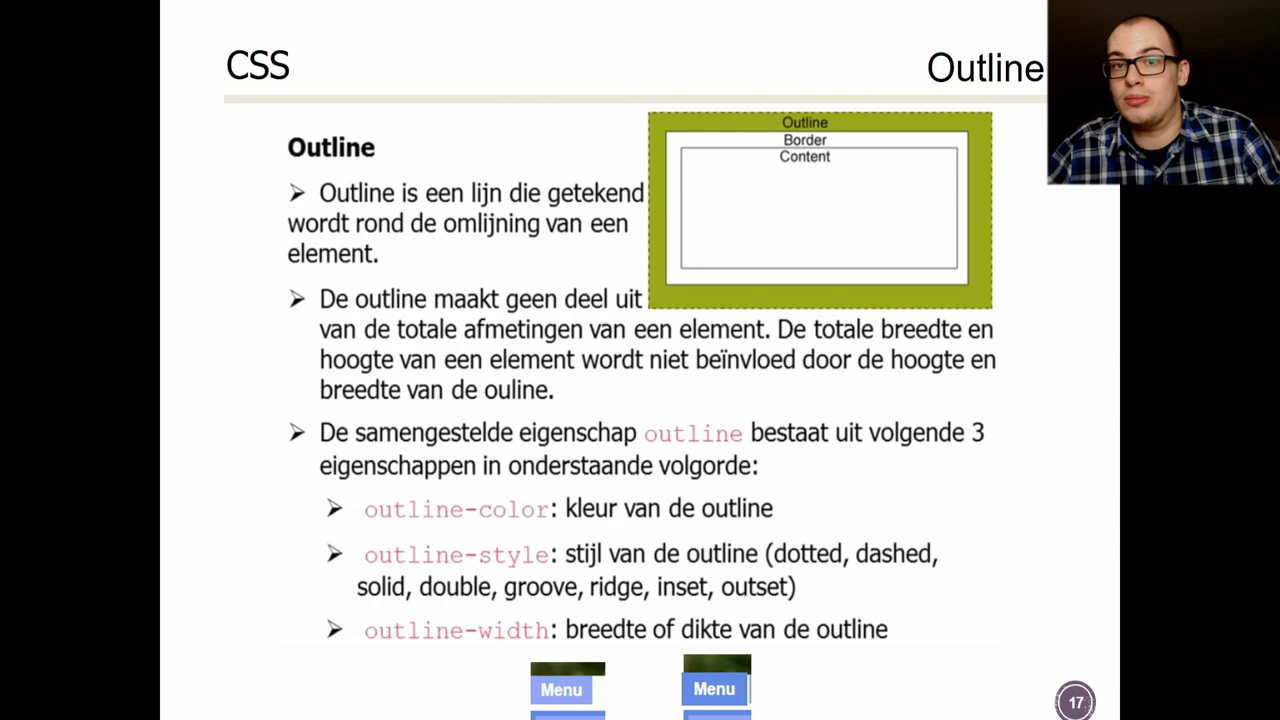 CSS
Outline
Outline
Outline
Border
Content
➢ Outline is een lijn die getekend
wordt rond de omlijning van een
element.
➢ De outline maakt geen deel uit
van de totale afmetingen van een element. De totale breedte en
hoogte van een element wordt niet beïnvloed door de hoogte en
breedte van de ouline.
➢ De samengestelde eigenschap outline bestaat uit volgende 3
eigenschappen in onderstaande volgorde:
➢ outline-color: kleur van de outline
➢ outline-style: stijl van de outline (dotted, dashed,
solid, double, groove, ridge, inset, outset)
➢ outline-width: breedte of dikte van de outline
Menu
Menu
17